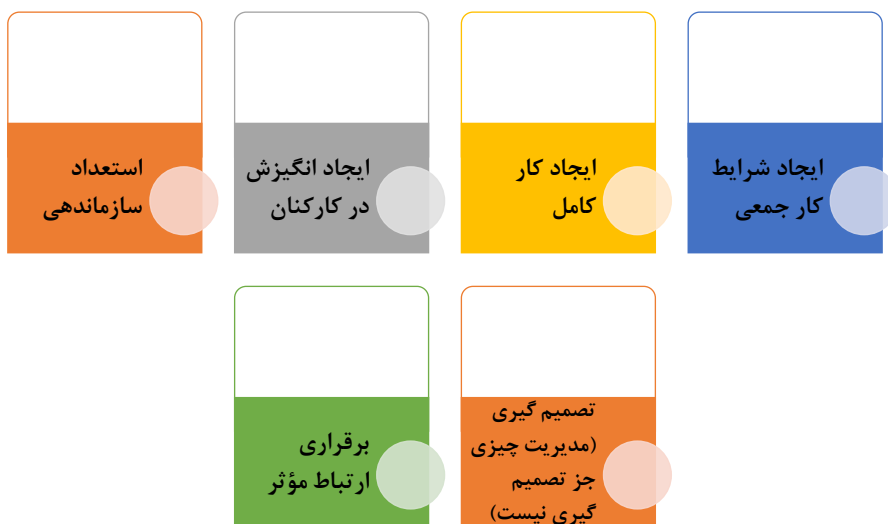 ایجاد شرایط
کار جمعی
ایجاد کار
کامل
ایجاد انگیزش
در کارکنان
استعداد
سازماندهی
تصمیم گیری
(مدیریت چیزی
جز تصمیم
گیری نیست)
برقراری
ارتباط مؤثر